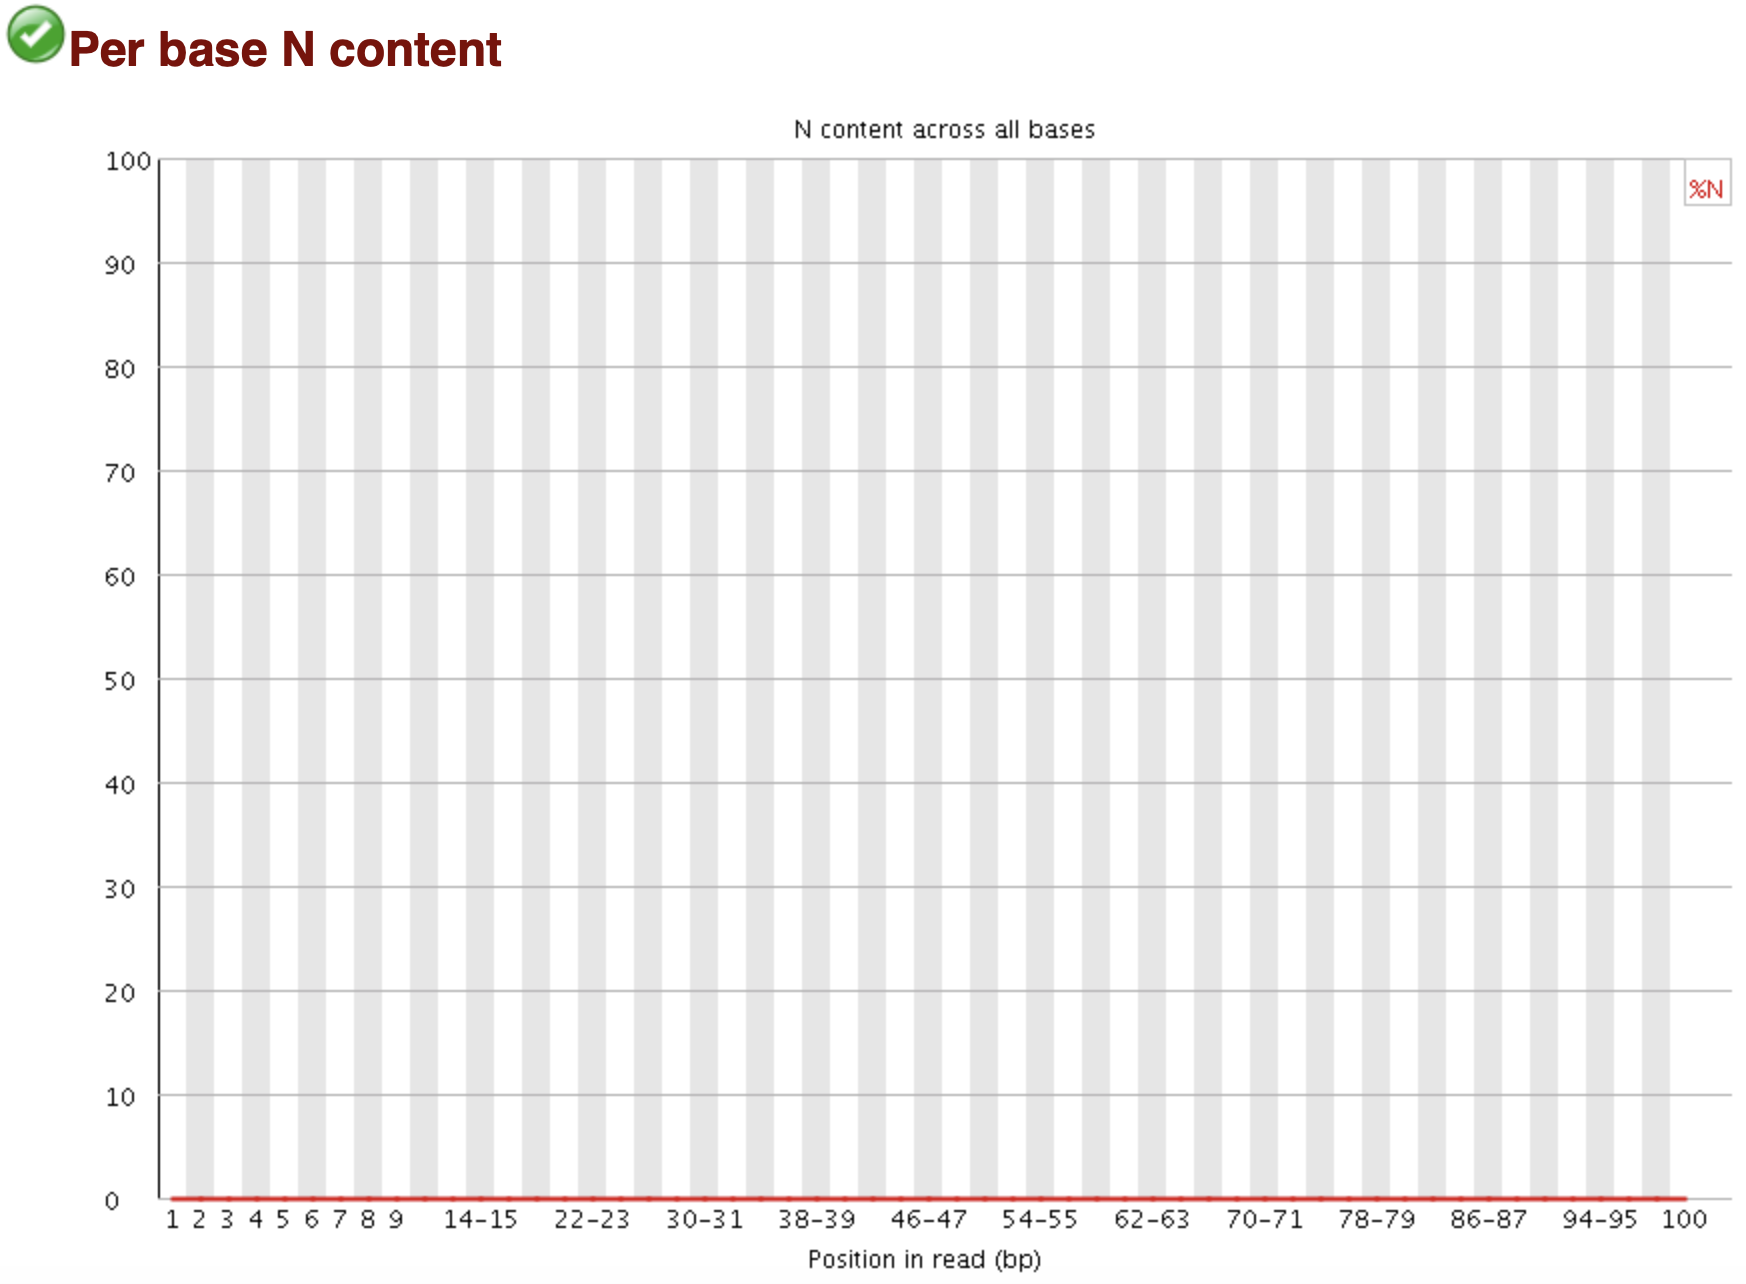 Per base N content
N content across all bases
100
%N
90
80
70
60
50
40
30
20
10
0
1 2 3 4 5 6 7 8 9 14-15 22-23 30-31 38-39 46-47 54-55 62-63 70-71 78-79 86-87 94-95 100
Position in read (bp)